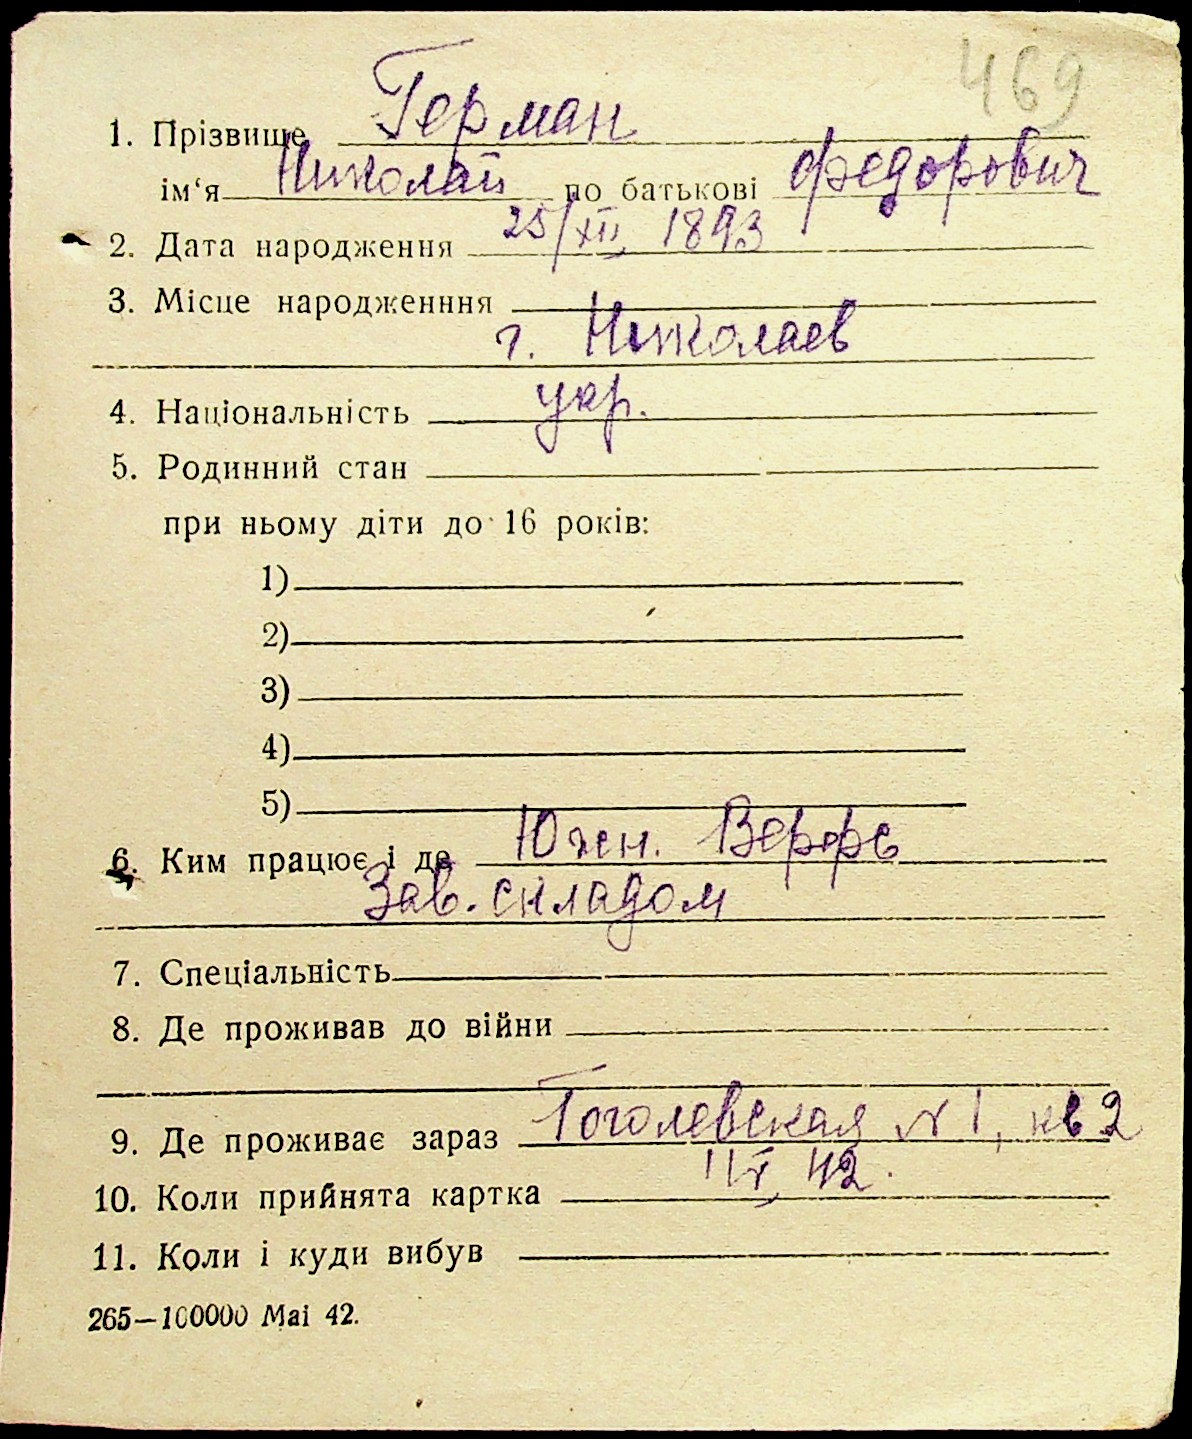 469
1. Прізвище Герман
ім‘я Николай по батькові Федорович
2. Дата народження 25/XII 1893
3. Місце народженння
г. Николаев
4. Національність укр.
5. Родинний стан
при ньому діти до 16 років:
1)
2)
3)
4)
5)
6. Ким працює і де Южн. Верфь
Зав. складом
7. Спеціальність
8. Де проживав до війни
9. Де проживає зараз Гоголевская № 1, кв 2
10. Коли прийнята картка 42.
11. Коли і куди вибув
265—100000 Mai 42.